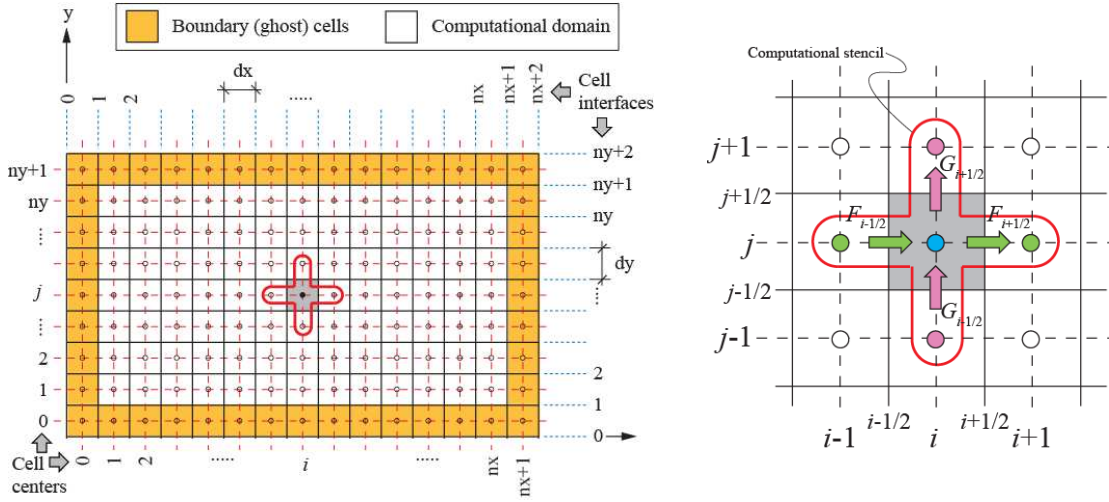 y
Boundary (ghost) cells
Computational domain
dx
.....
0
1
2
nx
nx+1
nx+2
Cell
interfaces
ny+1
ny
.....
j
.....
2
1
0
ny+2
ny+1
ny
dy
.....
2
1
0
Cell
centers
0
1
2
.....
i
.....
nx
nx+1
Computational stencil
j+1
j+1/2
j
j-1/2
j-1
G i+1/2
F i-1/2
F i+1/2
G i-1/2
i-1
i-1/2
i
i+1/2
i+1